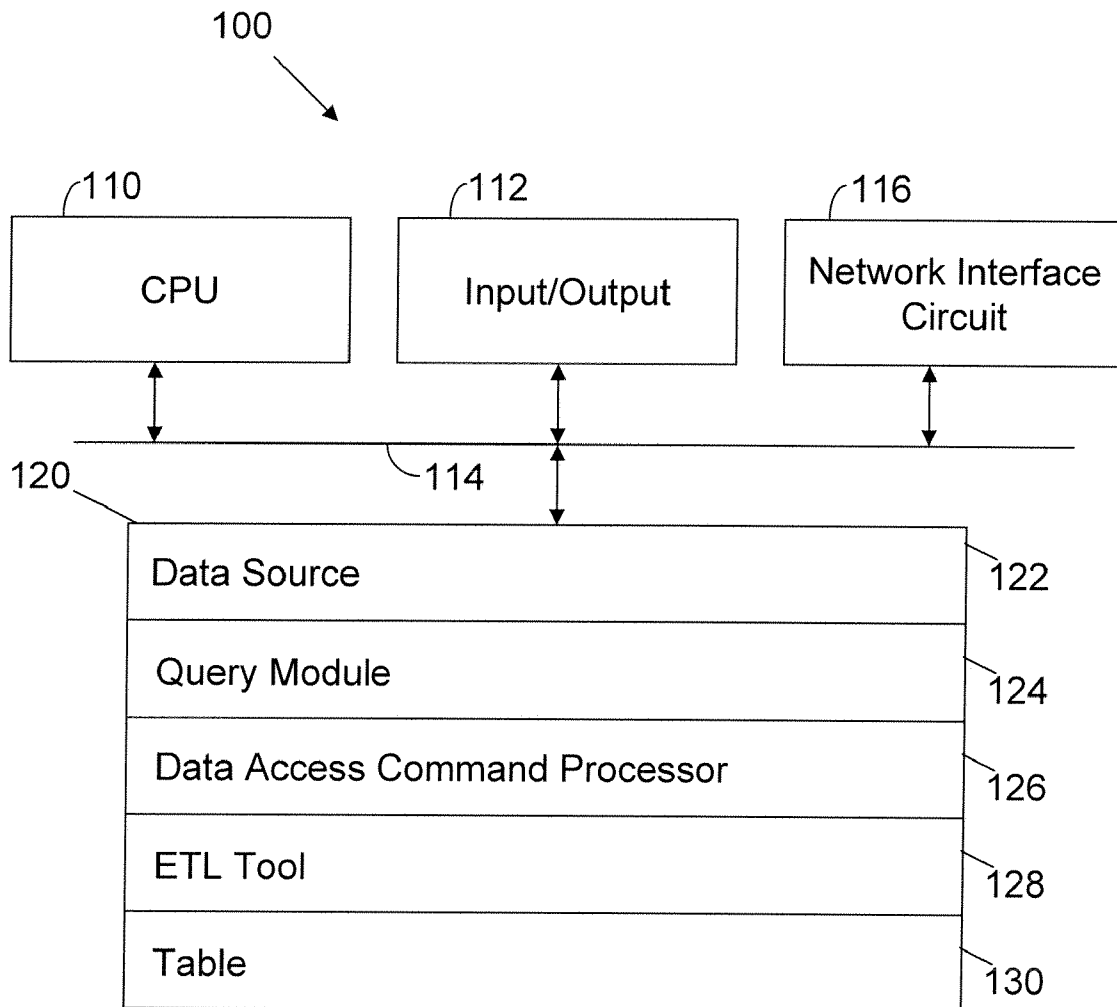 100
110
112
116
CPU
Input/Output
Network Interface
Circuit
114
120
Data Source
122
Query Module
124
Data Access Command Processor
126
ETL Tool
128
Table
130